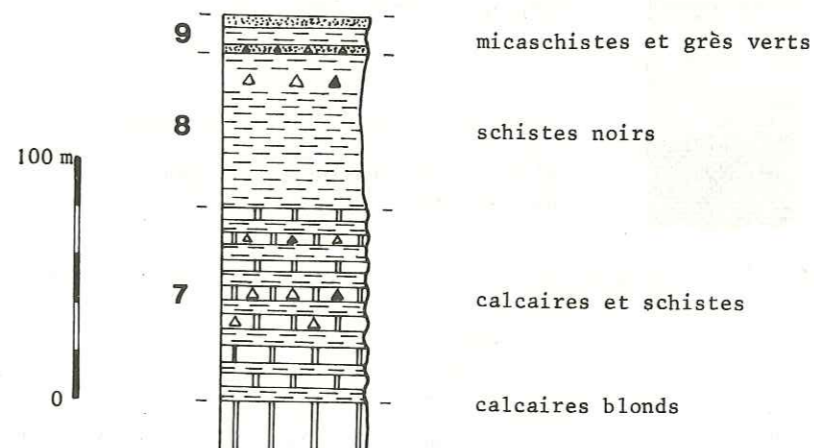 9 micaschistes et grès verts
8 schistes noirs
100 m
7 calcaires et schistes
0
calcaires blonds